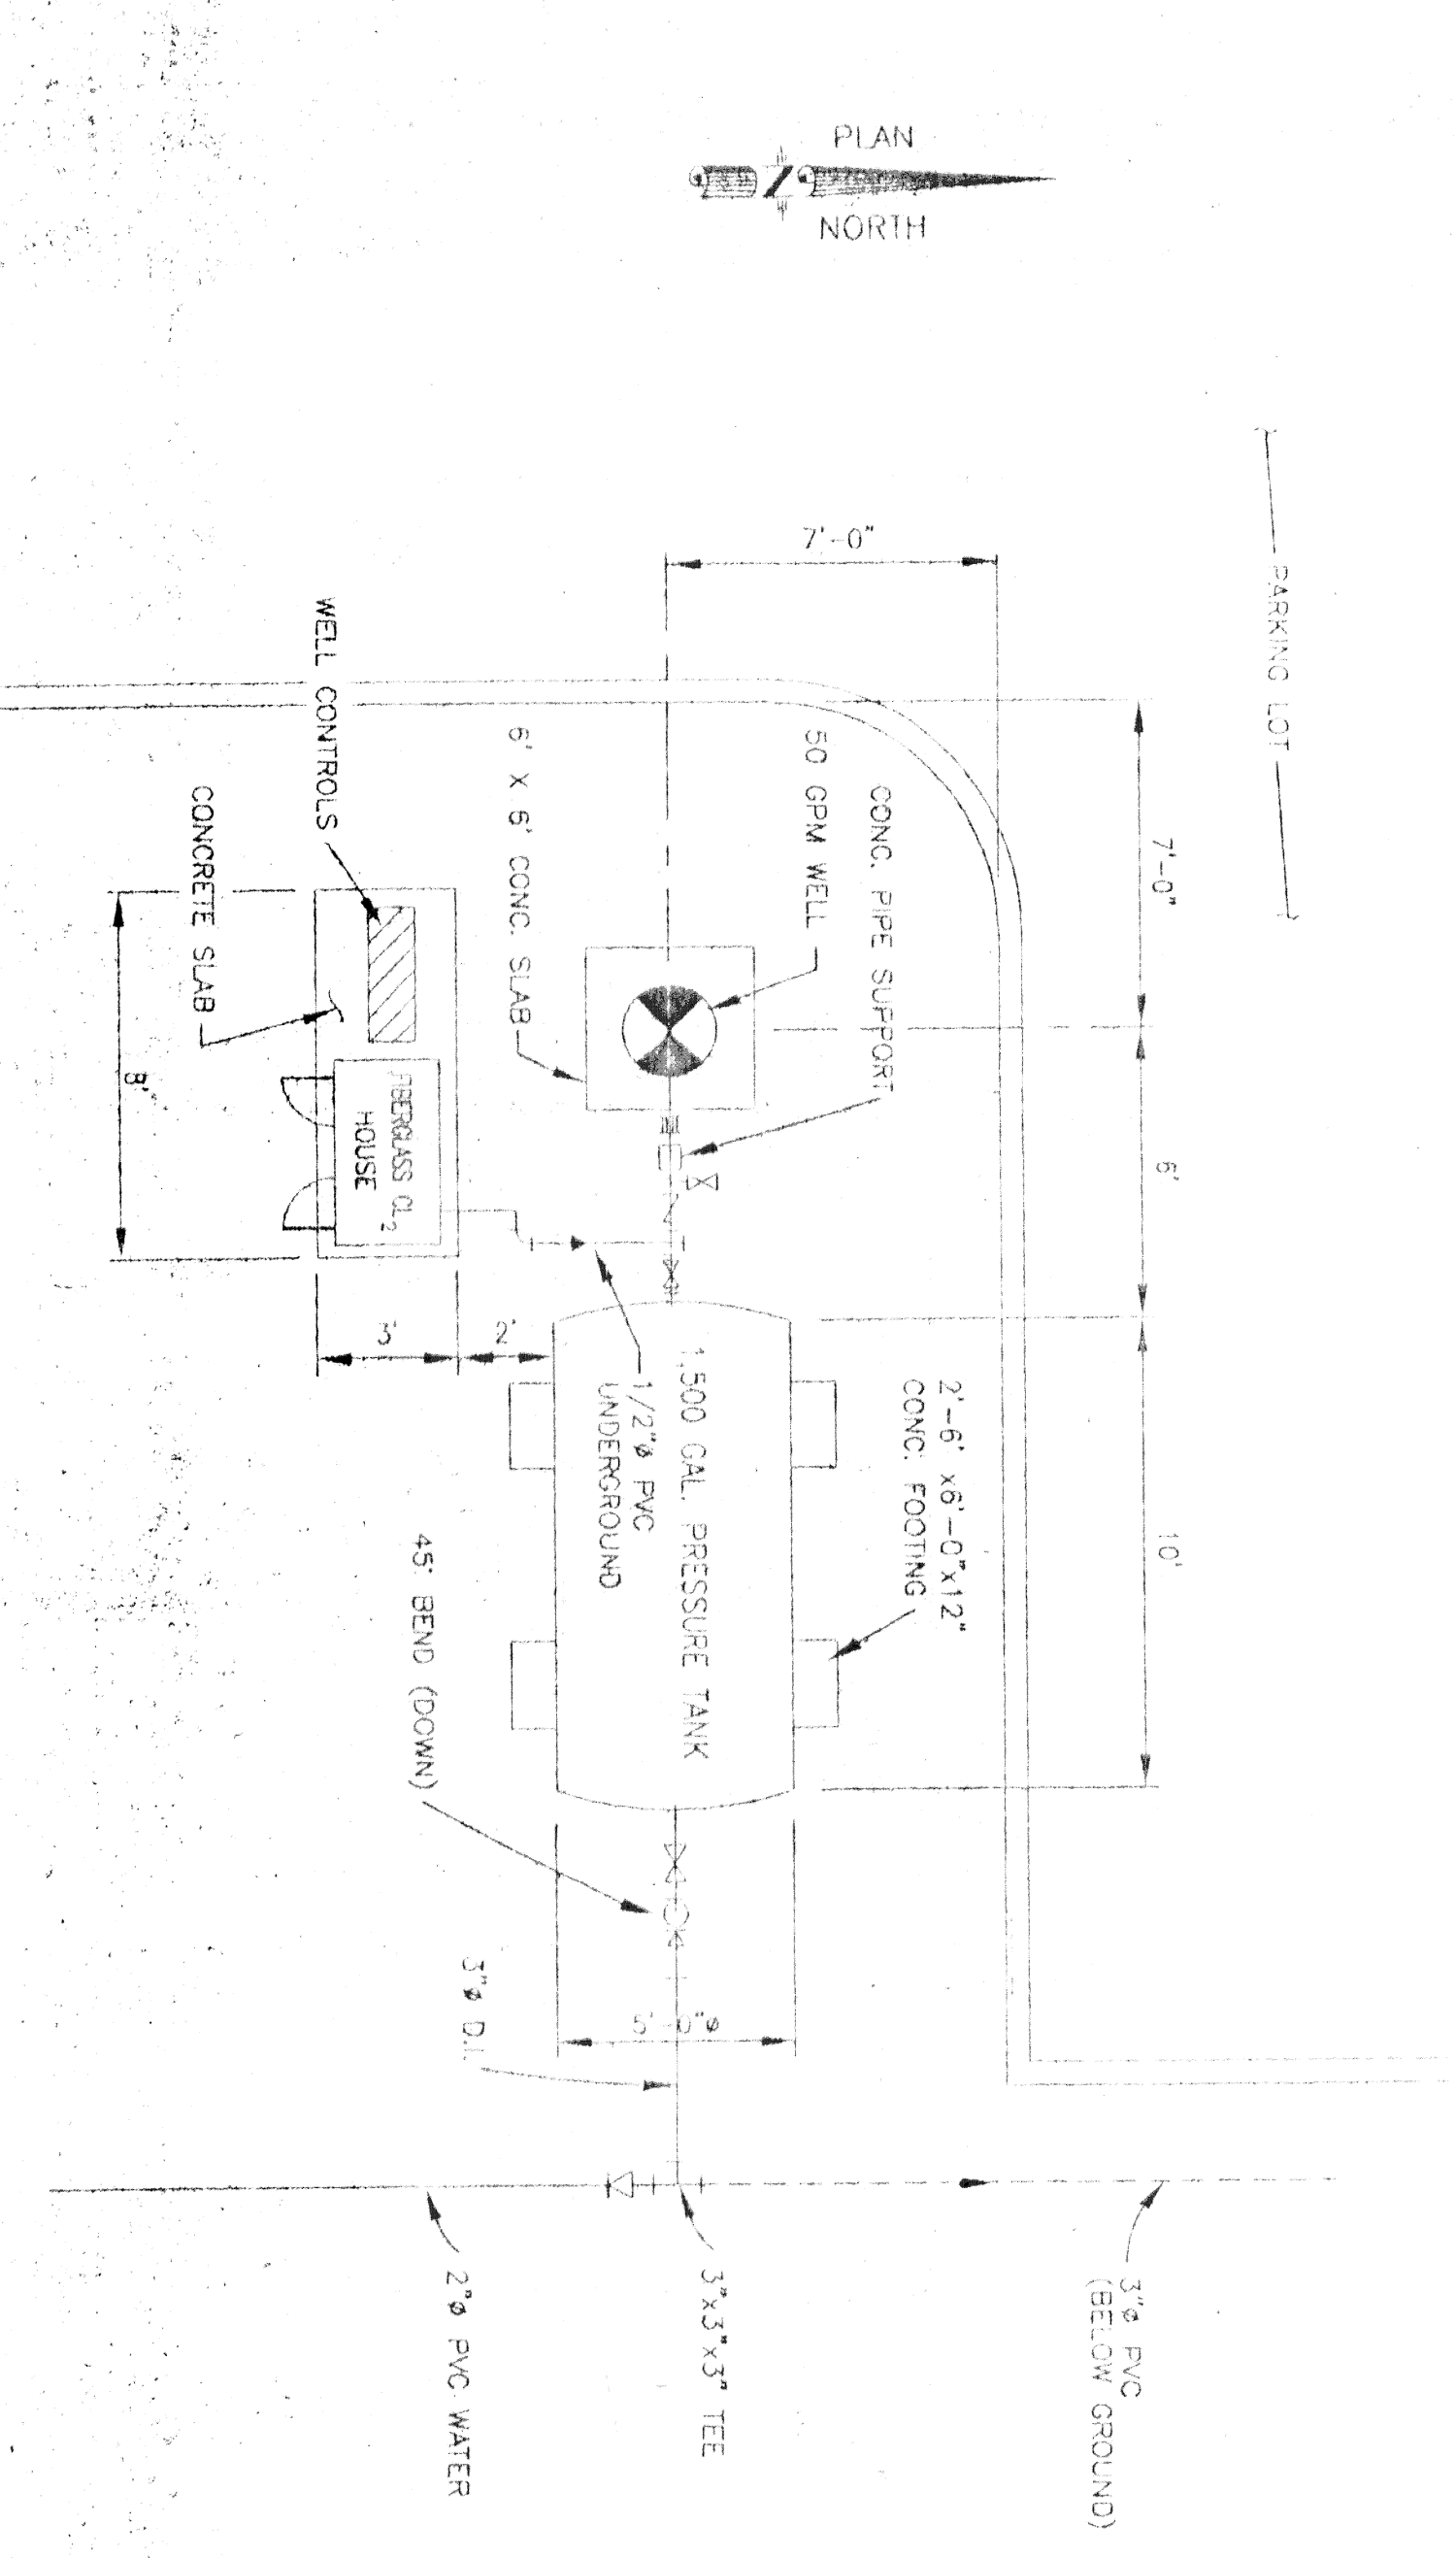 PLAN
NORTH
PARKING LOT
7'-0"
7'-0"
6'
10'
CONC. PIPE SUPPORT
50 GPM WELL
6' X 6' CONC. SLAB
WELL CONTROLS
CONCRETE SLAB
8'
FIBERGLASS CL2
HOUSE
3'
2'
1/2"ø PVC
UNDERGROUND
1,500 GAL. PRESSURE TANK
2'-6' x6'-0"x12"
CONC. FOOTING
45° BEND (DOWN)
5'-0"ø
3"ø D.I.
3"ø PVC
(BELOW GROUND)
3"x3"x3" TEE
2"ø PVC WATER